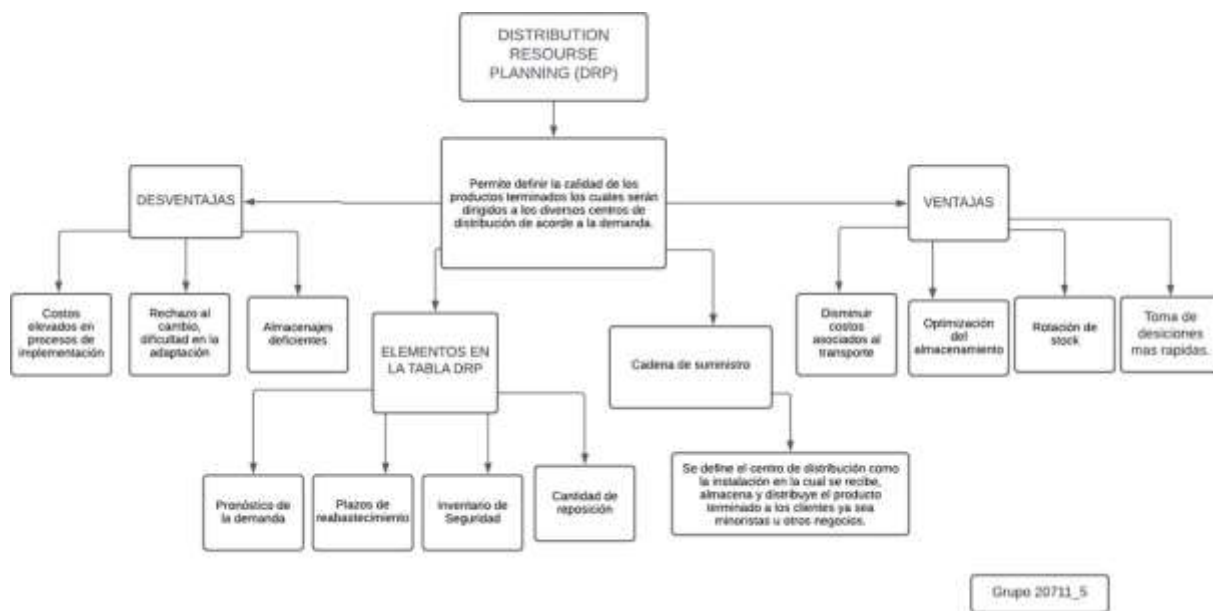 DISTRIBUTION
RESOURSE
PLANNING (DRP)
Permite definir la calidad de los
productos terminados los cuales serán
dirigidos a los diversos centros de
distribución de acorde a la demanda.
DESVENTAJAS
VENTAJAS
Costos
elevados en
procesos de
implementación
Rechazo al
cambio,
dificultad en la
adaptación
Almacenajes
deficientes
ELEMENTOS EN
LA TABLA DRP
Cadena de suministro
Disminuir
costos
asociados al
transporte
Optimización
del
almacenamiento
Rotación de
stock
Toma de
desiciones
mas rapidas.
Pronóstico de
la demanda
Plazos de
reabastecimiento
Inventario de
Seguridad
Cantidad de
reposición
Se define el centro de distribución como
la instalación en la cual se recibe,
almacena y distribuye el producto
terminado a los clientes ya sea
minoristas u otros negocios.
Grupo 20711_5